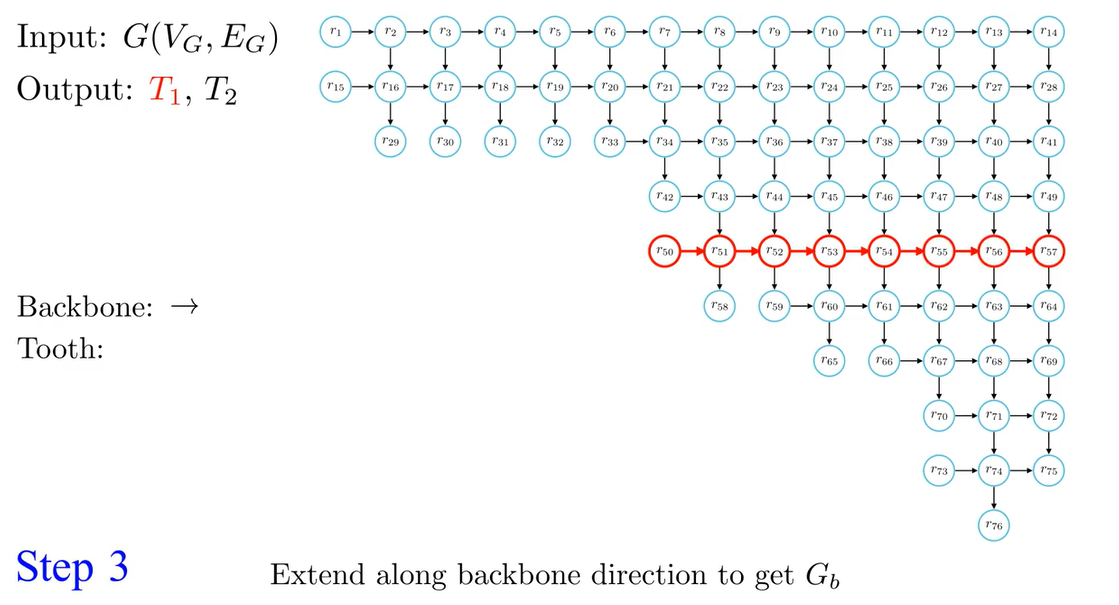 Input: G(V_G, E_G)
Output: T_1, T_2
r_1 r_2 r_3 r_4 r_5 r_6 r_7 r_8 r_9 r_10 r_11 r_12 r_13 r_14
r_15 r_16 r_17 r_18 r_19 r_20 r_21 r_22 r_23 r_24 r_25 r_26 r_27 r_28
r_29 r_30 r_31 r_32 r_33 r_34 r_35 r_36 r_37 r_38 r_39 r_40 r_41
r_42 r_43 r_44 r_45 r_46 r_47 r_48 r_49
r_50 r_51 r_52 r_53 r_54 r_55 r_56 r_57
Backbone: →
r_58 r_59 r_60 r_61 r_62 r_63 r_64
Tooth:
r_65 r_66 r_67 r_68 r_69
r_70 r_71 r_72
r_73 r_74 r_75
r_76
Step 3
Extend along backbone direction to get G_b